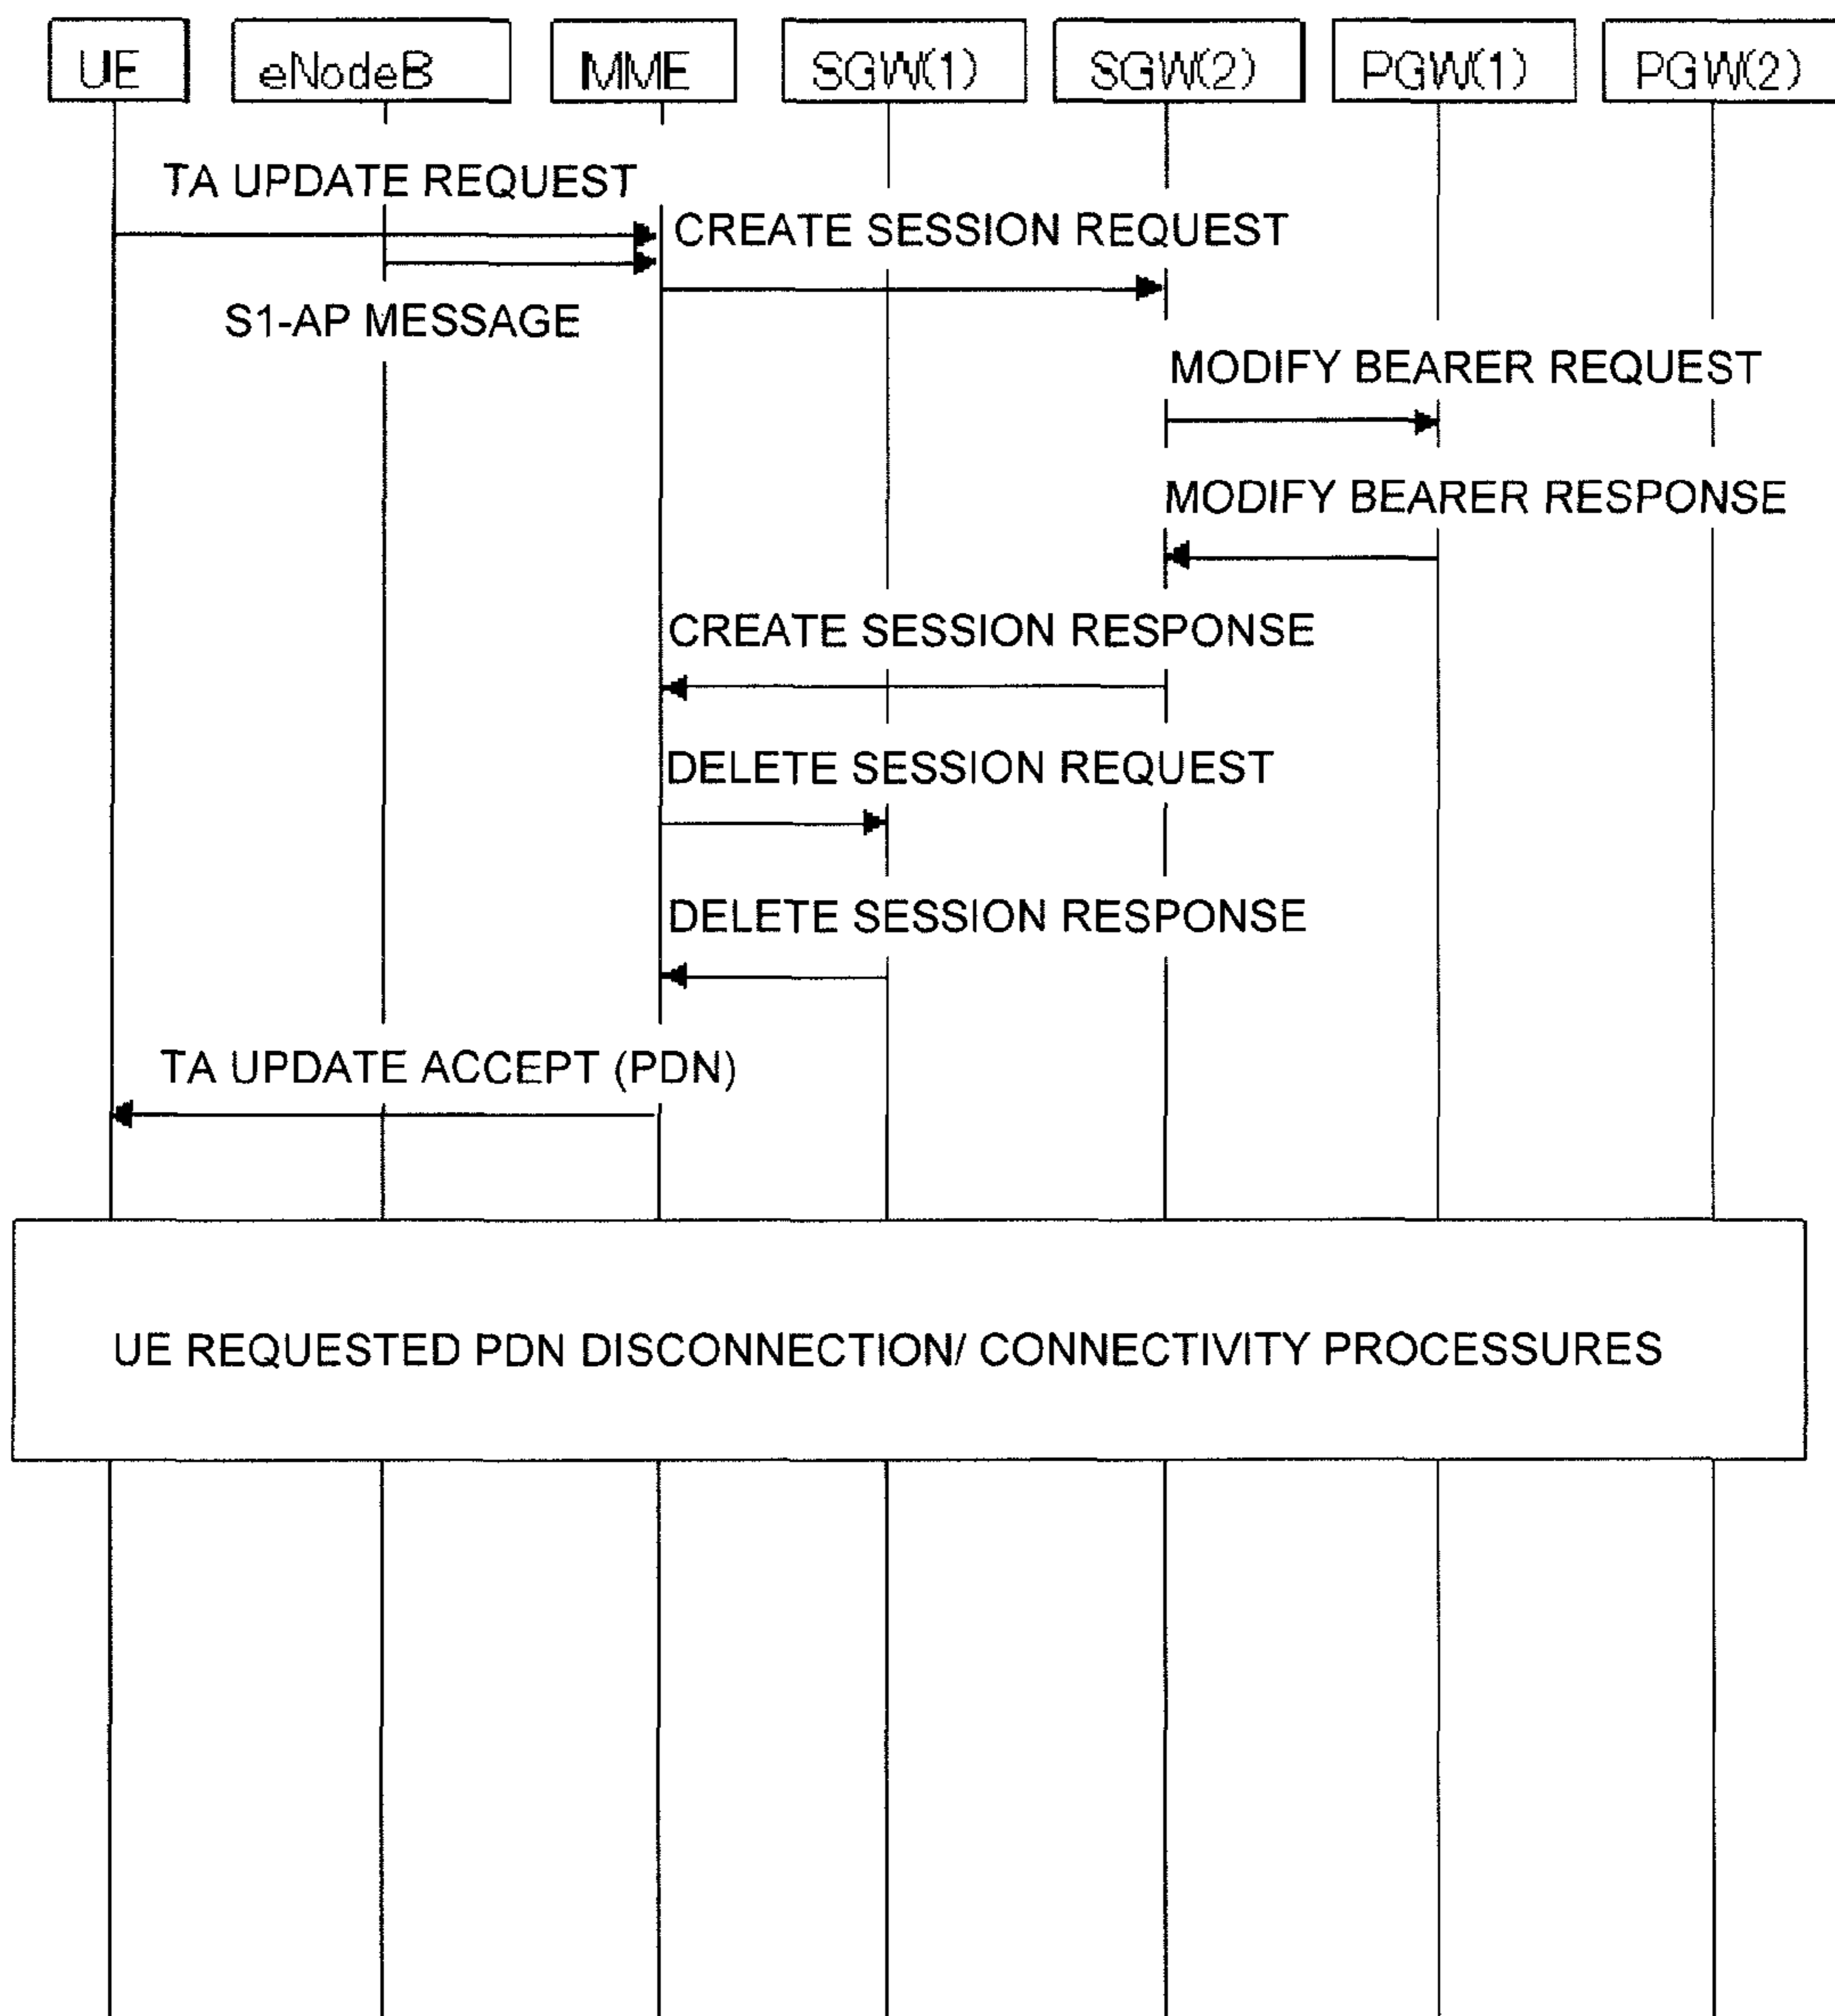 UE eNodeB MME SGW(1) SGW(2) PGW(1) PGW(2)
TA UPDATE REQUEST
CREATE SESSION REQUEST
S1-AP MESSAGE
MODIFY BEARER REQUEST
MODIFY BEARER RESPONSE
CREATE SESSION RESPONSE
DELETE SESSION REQUEST
DELETE SESSION RESPONSE
TA UPDATE ACCEPT (PDN)
UE REQUESTED PDN DISCONNECTION/ CONNECTIVITY PROCESSURES